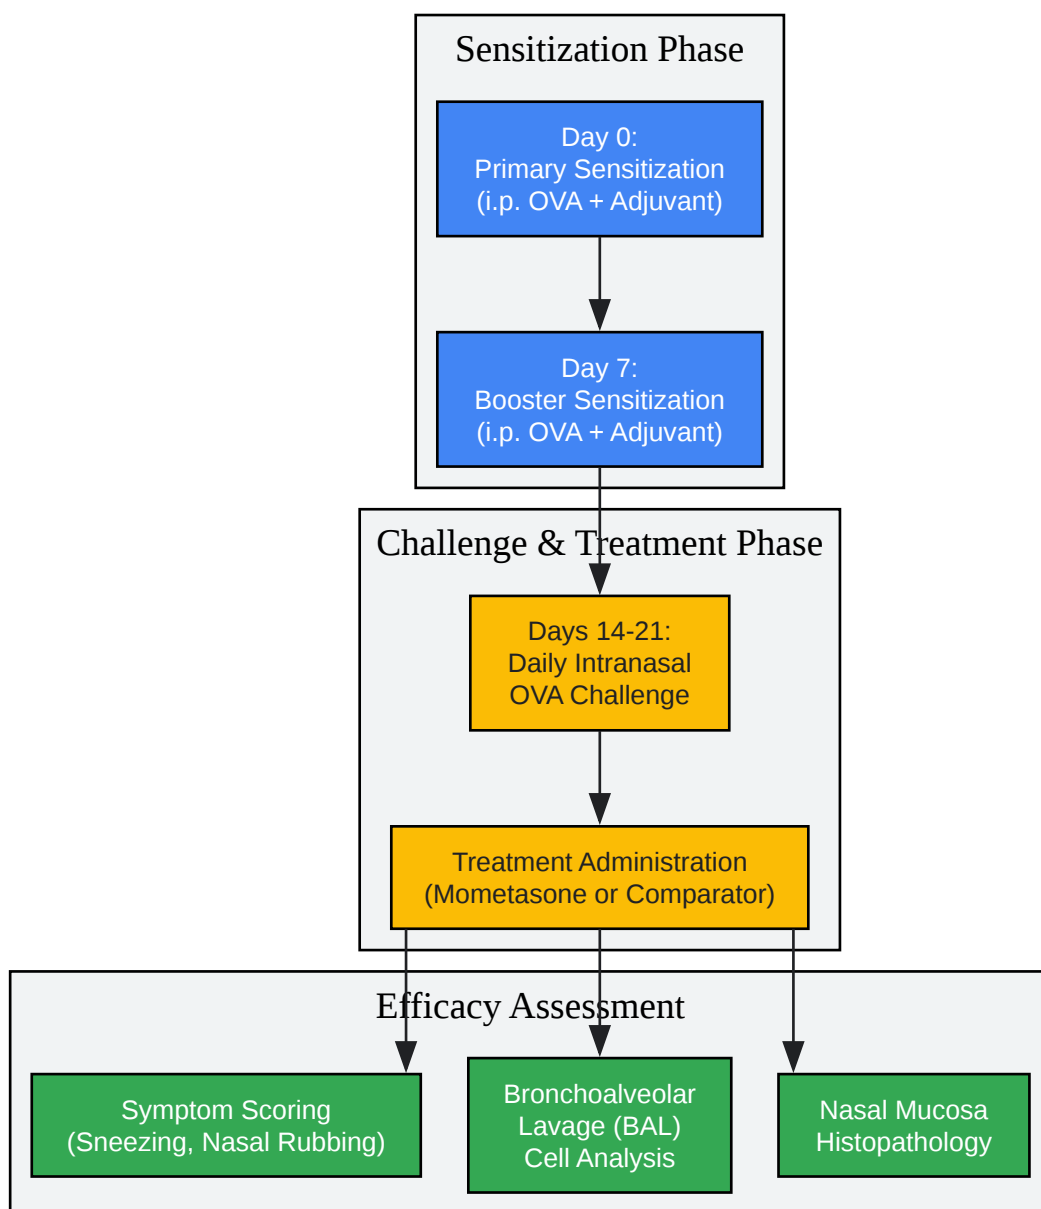 Sensitization Phase
Day 0:
Primary Sensitization
(i.p. OVA + Adjuvant)
Day 7:
Booster Sensitization
(i.p. OVA + Adjuvant)
Challenge & Treatment Phase
Days 14-21:
Daily Intranasal
OVA Challenge
Treatment Administration
(Mometasone or Comparator)
Efficacy Assessment
Symptom Scoring
(Sneezing, Nasal Rubbing)
Bronchoalveolar
Lavage (BAL)
Cell Analysis
Nasal Mucosa
Histopathology